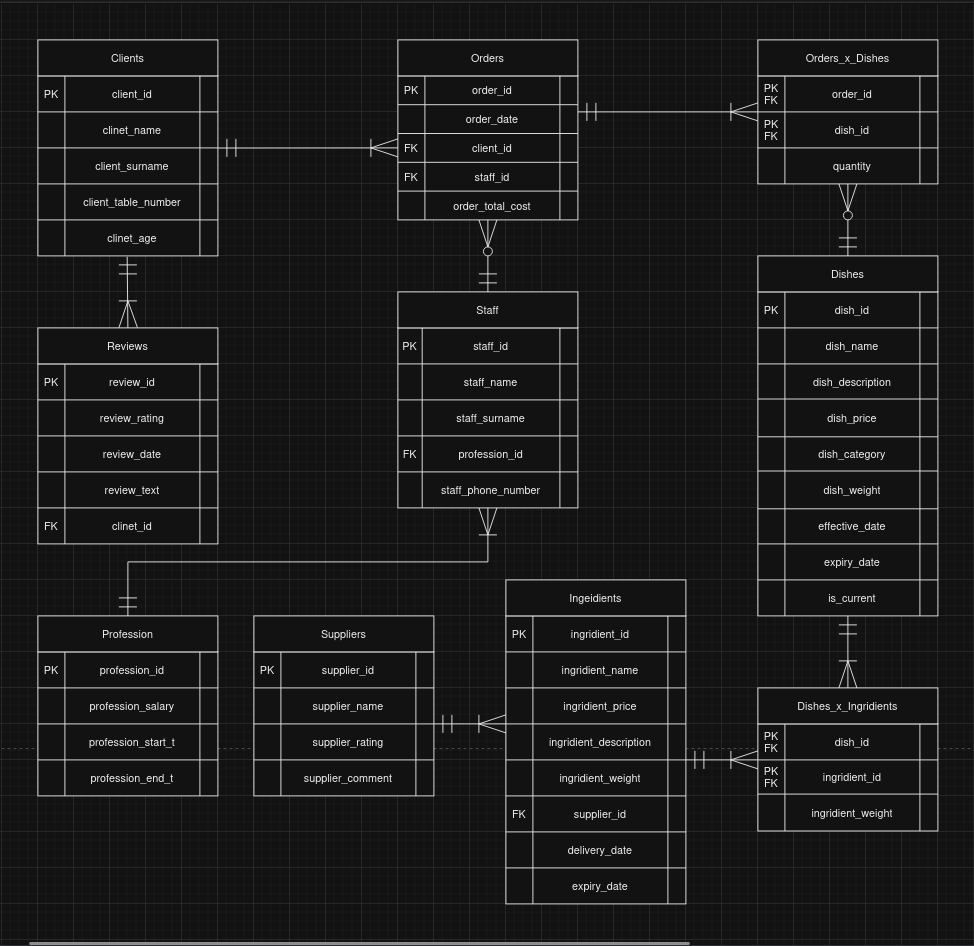 Clients
PK client_id
clinet_name
client_surname
client_table_number
clinet_age
Orders
PK order_id
order_date
FK client_id
FK staff_id
order_total_cost
Orders_x_Dishes
PK
FK
order_id
PK
FK
dish_id
quantity
Reviews
PK review_id
review_rating
review_date
review_text
FK clinet_id
Staff
PK staff_id
staff_name
staff_surname
FK profession_id
staff_phone_number
Dishes
PK dish_id
dish_name
dish_description
dish_price
dish_category
dish_weight
effective_date
expiry_date
is_current
Profession
PK profession_id
profession_salary
profession_start_t
profession_end_t
Suppliers
PK supplier_id
supplier_name
supplier_rating
supplier_comment
Ingeidients
PK ingridient_id
ingridient_name
ingridient_price
ingridient_description
ingridient_weight
FK supplier_id
delivery_date
expiry_date
Dishes_x_Ingridients
PK
FK
dish_id
PK
FK
ingridient_id
ingridient_weight